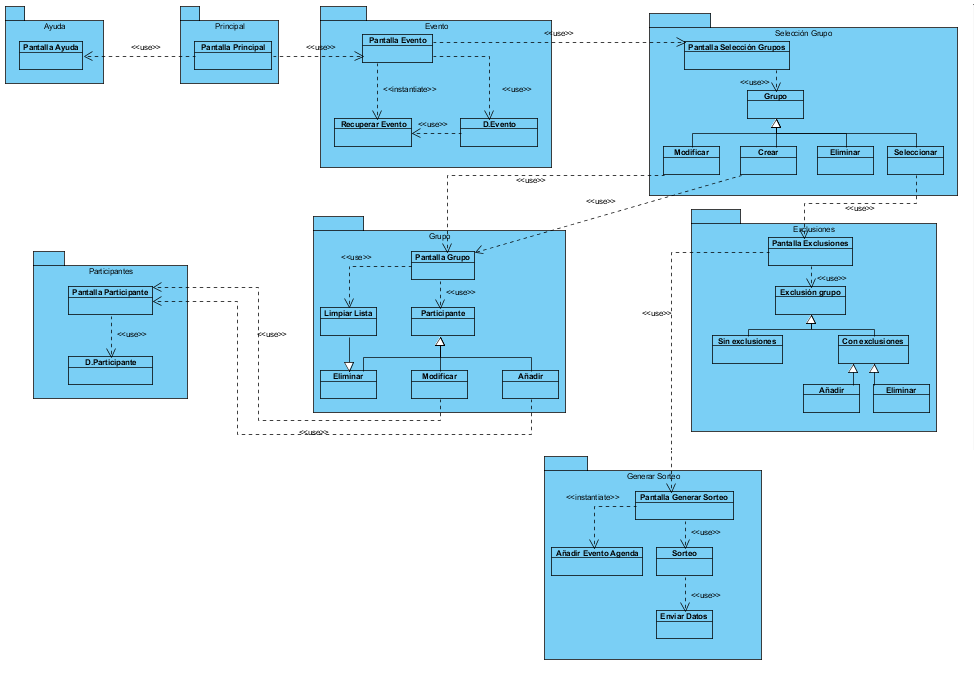 Ayuda
Pantalla Ayuda
<<use>>
Principal
Pantalla Principal
<<use>>
Evento
Pantalla Evento
<<use>>
<<instantiate>>
<<use>>
Recuperar Evento
<<use>>
D.Evento
Selección Grupo
Pantalla Selección Grupos
<<use>>
Grupo
Modificar
Crear
Eliminar
Seleccionar
<<use>>
<<use>>
<<use>>
Grupo
Pantalla Grupo
<<use>>
<<use>>
Limpiar Lista
Participante
Eliminar
Modificar
Añadir
<<use>>
<<use>>
Participantes
Pantalla Participante
<<use>>
D.Participante
Exclusiones
Pantalla Exclusiones
<<use>>
Exclusión grupo
Sin exclusiones
Con exclusiones
Añadir
Eliminar
<<use>>
Generar Sorteo
Pantalla Generar Sorteo
<<instantiate>>
<<use>>
Añadir Evento Agenda
Sorteo
<<use>>
Enviar Datos